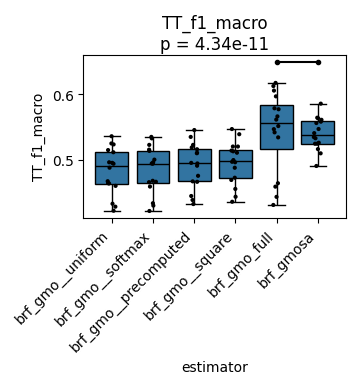 TT_f1_macro
p = 4.34e-11
TT_f1_macro
0.6
0.5
brf_gmo__uniform
brf_gmo__softmax
brf_gmo__precomputed
brf_gmo__square
brf_gmo_full
brf_gmosa
estimator